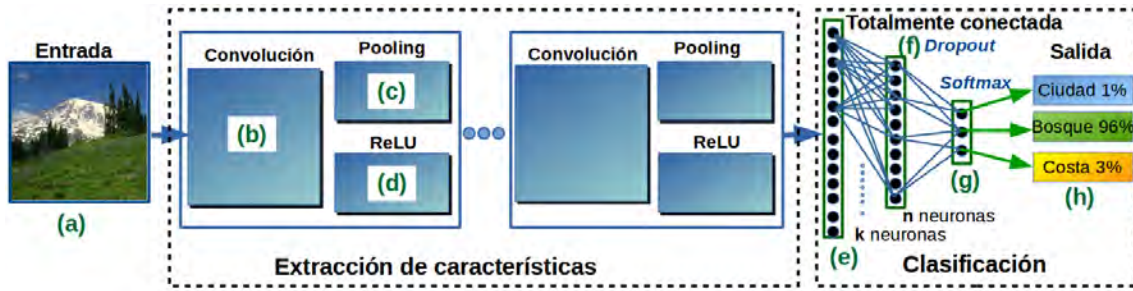 Entrada
(a)
Convolución
(b)
Pooling
(c)
ReLU
(d)
Convolución
Pooling
ReLU
Extracción de características
Totalmente conectada
(f)
Dropout
Softmax
(g)
n neuronas
k neuronas
(e)
Clasificación
Salida
Ciudad 1%
Bosque 96%
Costa 3%
(h)